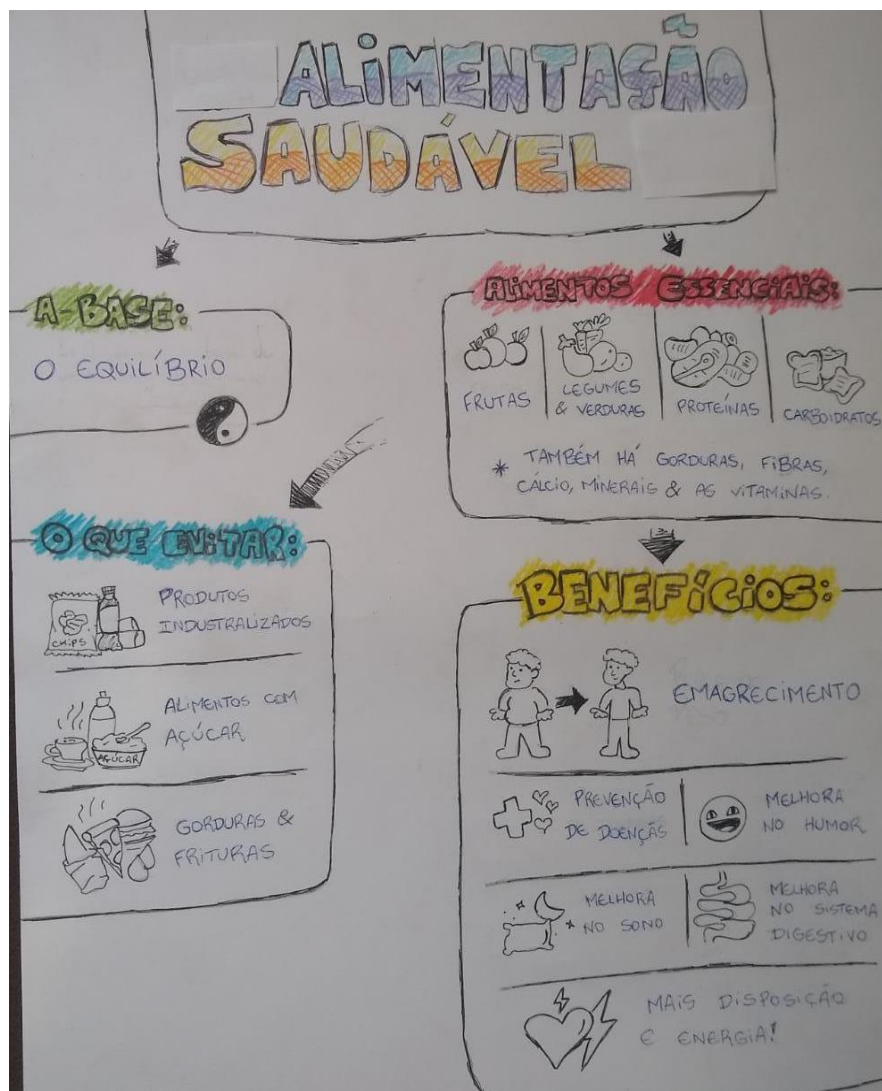 ALIMENTAÇÃO
SAUDÁVEL
A BASE:
O EQUILÍBRIO
ALIMENTOS ESSENCIAIS:
FRUTAS
LEGUMES
& VERDURAS
PROTEÍNAS
CARBOIDRATOS
* TAMBÉM HÁ GORDURAS, FIBRAS,
CÁLCIO, MINERAIS & AS VITAMINAS.
O QUE EVITAR:
CHIPS
PRODUTOS
INDUSTRALIZADOS
ALIMENTOS COM
AÇÚCAR
AÇÚCAR
GORDURAS &
FRITURAS
BENEFÍCIOS:
EMAGRECIMENTO
PREVENÇÃO
DE DOENÇÃS
MELHORA
NO HUMOR
MELHORA
NO SONO
MELHORA
NO SISTEMA
DIGESTIVO
MAIS DISPOSIÇÃO
E ENERGIA!